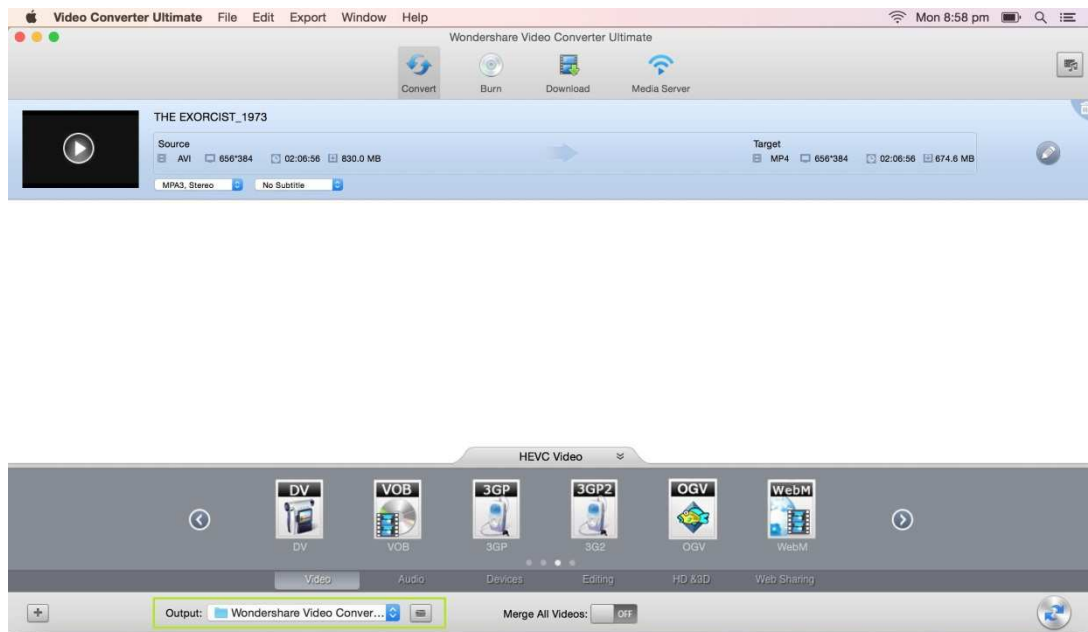 Video Converter Ultimate File Edit Export Window Help Mon 8:58 pm
Wondershare Video Converter Ultimate
Convert Burn Download Media Server
THE EXORCIST_1973
Source Target
AVI 656*384 02:06:56 830.0 MB MP4 656*384 02:06:56 674.6 MB
MPA3, Stereo No Subtitle
HEVC Video
DV VOB 3GP 3GP2 OGV WebM
DV VOB 3GP 3G2 OGV WebM
Video Audio Devices Editing HD &3D Web Sharing
Output: Wondershare Video Conver... Merge All Videos: OFF